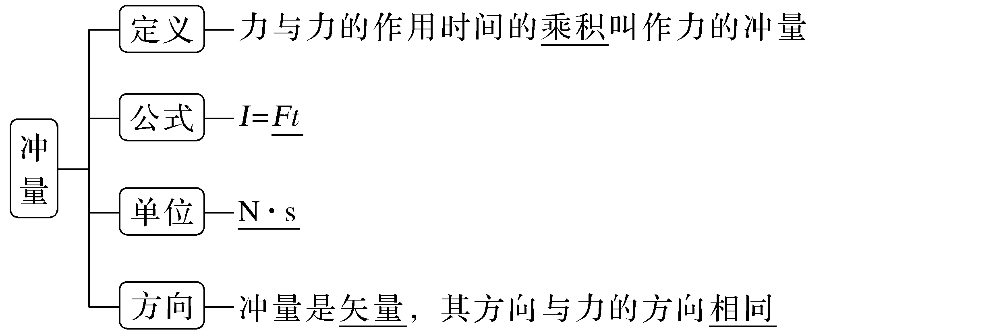 冲量
定义 力与力的作用时间的乘积叫作力的冲量
公式 I=Ft
单位 N·s
方向 冲量是矢量，其方向与力的方向相同